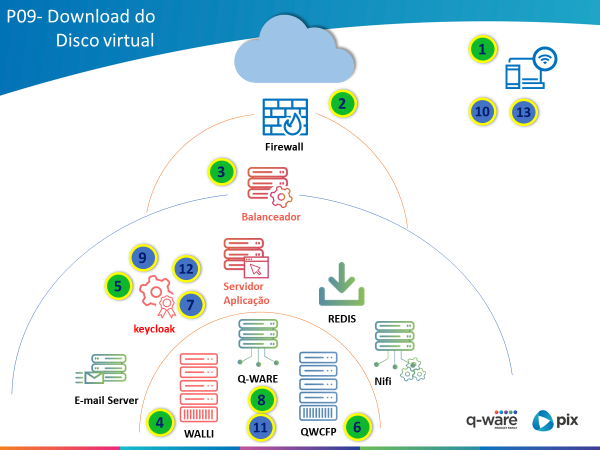 P09- Download do
Disco virtual
1
2
10
13
Firewall
3
Balanceador
9
12
5
7
keycloak
Servidor
Aplicação
REDIS
Q-WARE
Nifi
E-mail Server
8
4
11
6
WALLI
QWCFP
q-ware
pix